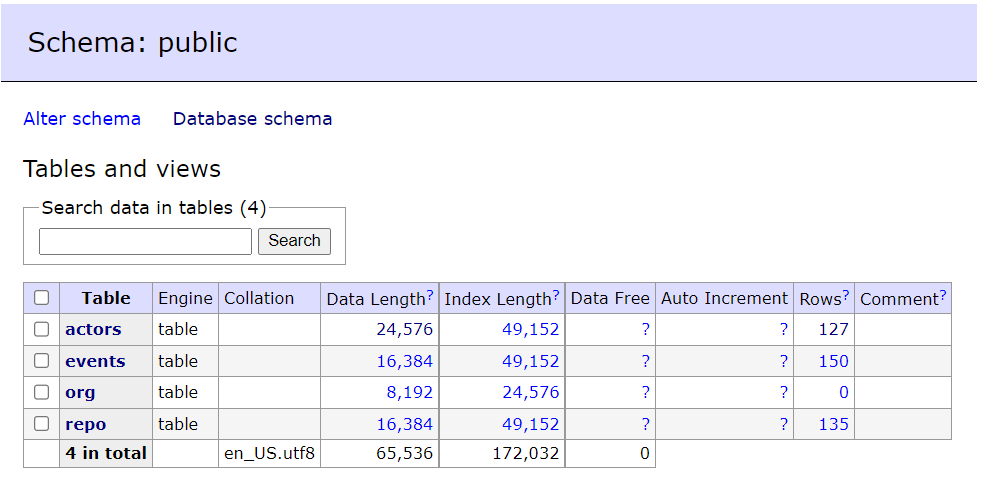 Schema: public
Alter schema Database schema
Tables and views
Search data in tables (4)
Search
Table Engine Collation Data Length? Index Length? Data Free Auto Increment Rows? Comment?
actors table 24,576 49,152 ? ? 127
events table 16,384 49,152 ? ? 150
org table 8,192 24,576 ? ? 0
repo table 16,384 49,152 ? ? 135
4 in total en_US.utf8 65,536 172,032 0